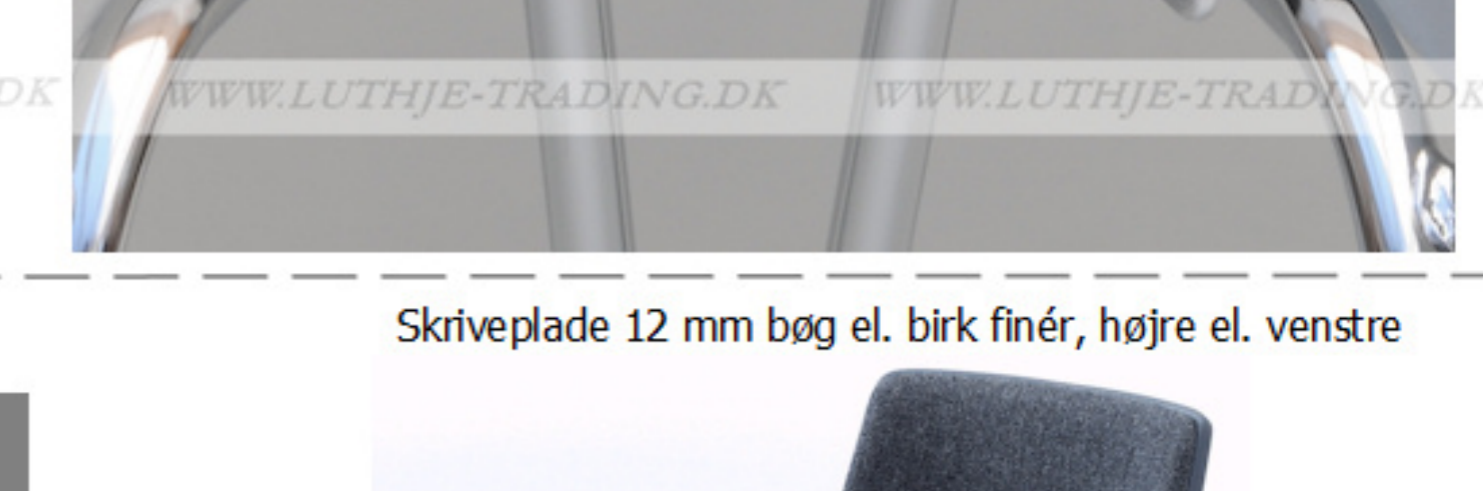 DK WWW.LUTHJE-TRADING.DK WWW.LUTHJE-TRADING.DK
Skriveplade 12 mm bøg el. birk finér, højre el. venstre